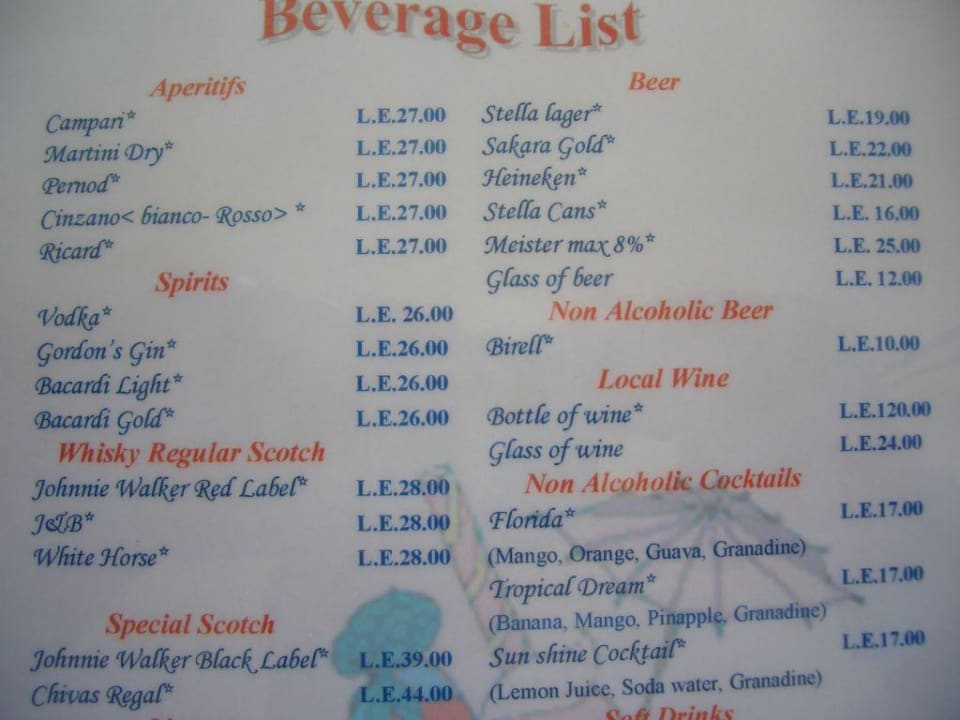 Beverage List
Aperitifs
Campari* L.E.27.00
Martini Dry* L.E.27.00
Pernod* L.E.27.00
Cinzano< bianco- Rosso> * L.E.27.00
Ricard* L.E.27.00
Spirits
Vodka* L.E. 26.00
Gordon's Gin* L.E.26.00
Bacardi Light* L.E.26.00
Bacardi Gold* L.E.26.00
Whisky Regular Scotch
Johnnie Walker Red Label* L.E.28.00
J&B* L.E.28.00
White Horse* L.E.28.00
Special Scotch
Johnnie Walker Black Label* L.E.39.00
Chivas Regal* L.E.44.00
Beer
Stella lager* L.E.19.00
Sakara Gold* L.E.22.00
Heineken* L.E.21.00
Stella Cans* L.E. 16.00
Meister max 8%* L.E. 25.00
Glass of beer L.E. 12.00
Non Alcoholic Beer
Birell* L.E.10.00
Local Wine
Bottle of wine* L.E.120.00
Glass of wine L.E.24.00
Non Alcoholic Cocktails
Florida* L.E.17.00
(Mango, Orange, Guava, Granadine)
Tropical Dream* L.E.17.00
(Banana, Mango, Pinapple, Granadine)
Sun shine Cocktail* L.E.17.00
(Lemon Juice, Soda water, Granadine)
Soft Drinks